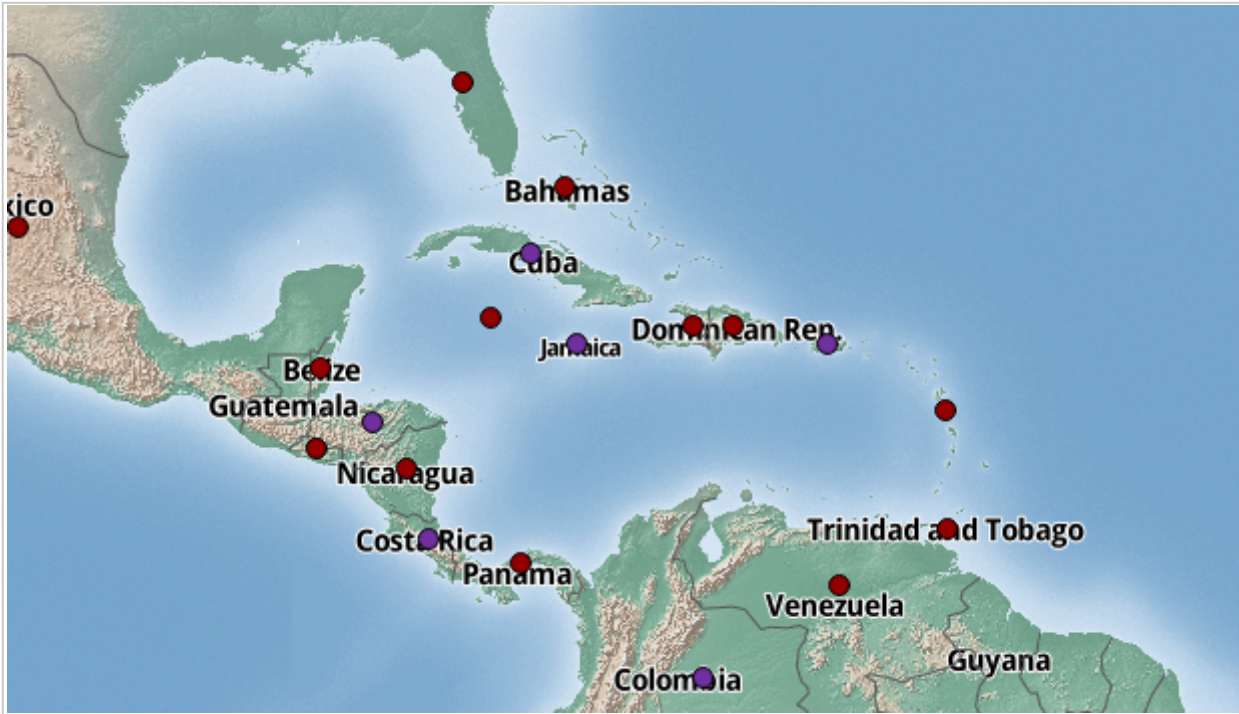 Bahamas
xico
Cuba
Dominican Rep.
Jamaica
Belize
Guatemala
Nicaragua
Trinidad and Tobago
Costa Rica
Panama
Venezuela
Guyana
Colombia